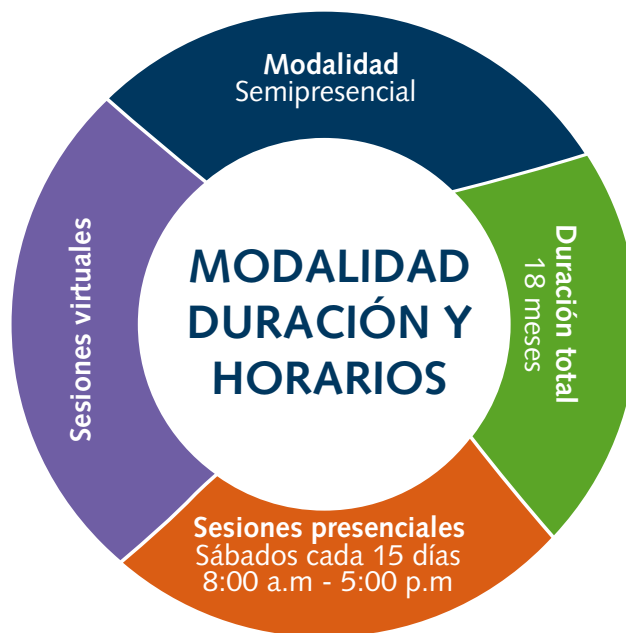 Modalidad
Semipresencial
Duración total
18 meses
MODALIDAD
DURACIÓN Y
HORARIOS
Sesiones virtuales
Sesiones presenciales
Sábados cada 15 días
8:00 a.m - 5:00 p.m